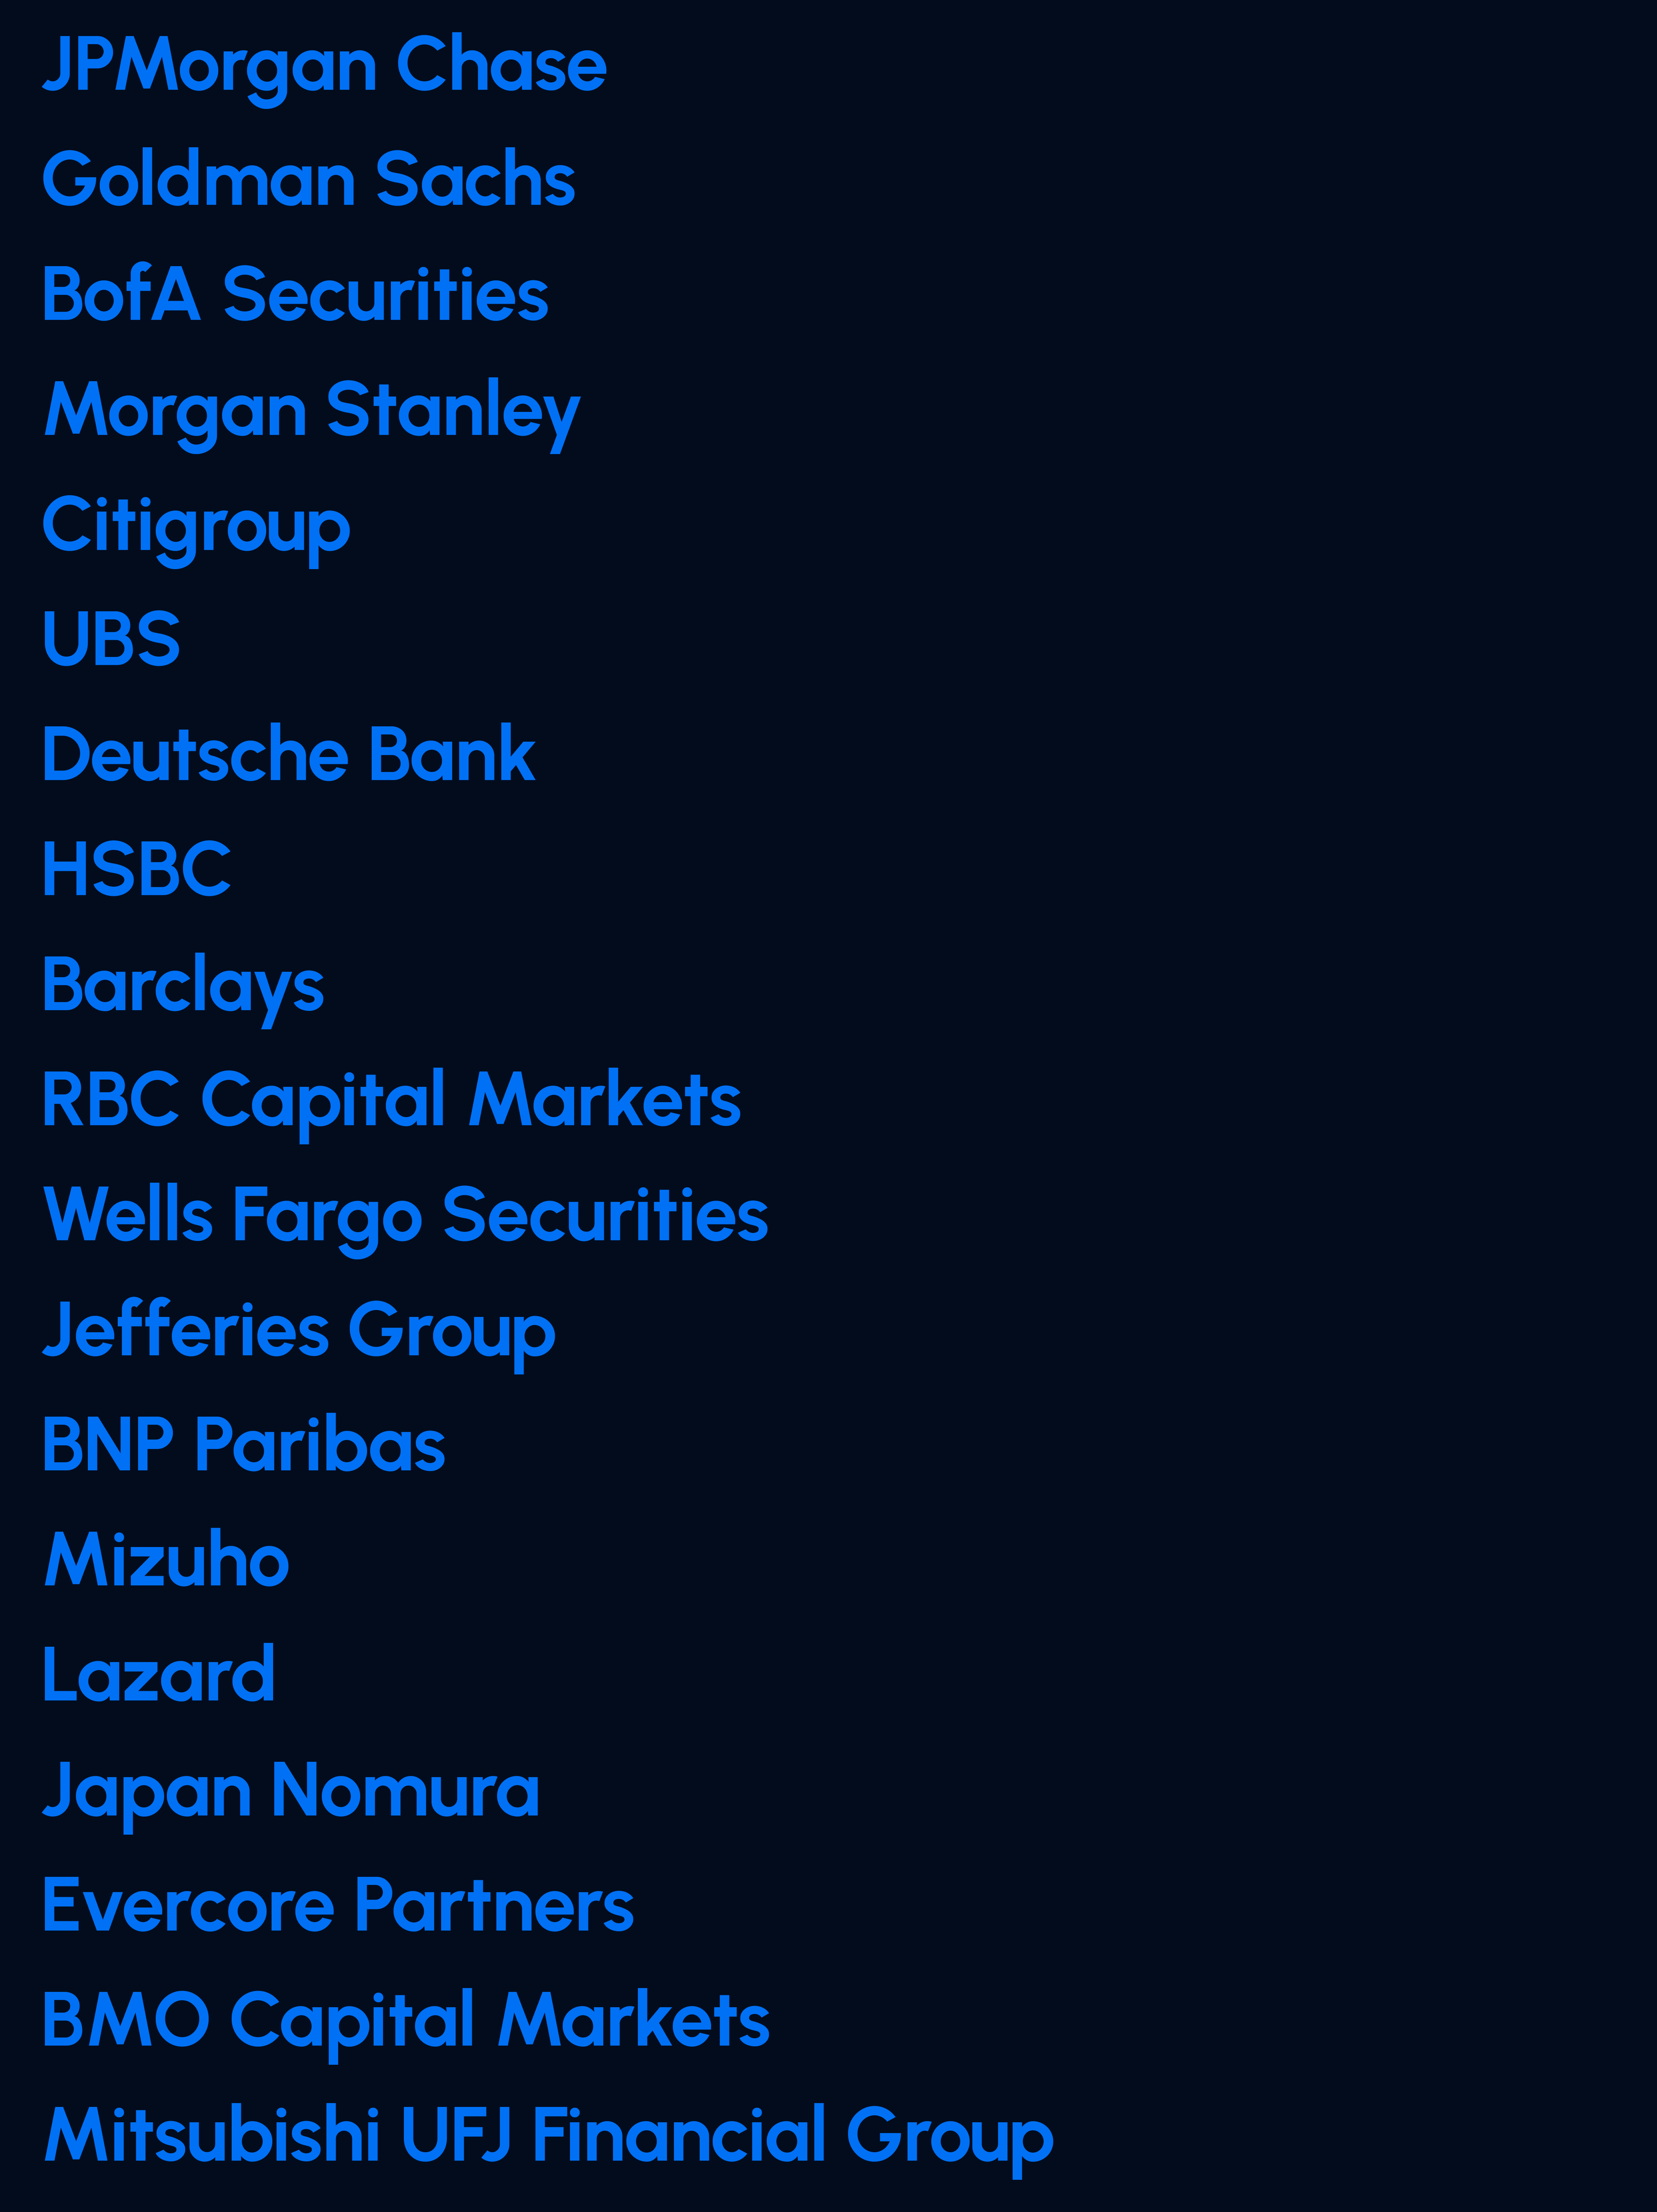 JPMorgan Chase
Goldman Sachs
BofA Securities
Morgan Stanley
Citigroup
UBS
Deutsche Bank
HSBC
Barclays
RBC Capital Markets
Wells Fargo Securities
Jefferies Group
BNP Paribas
Mizuho
Lazard
Japan Nomura
Evercore Partners
BMO Capital Markets
Mitsubishi UFJ Financial Group